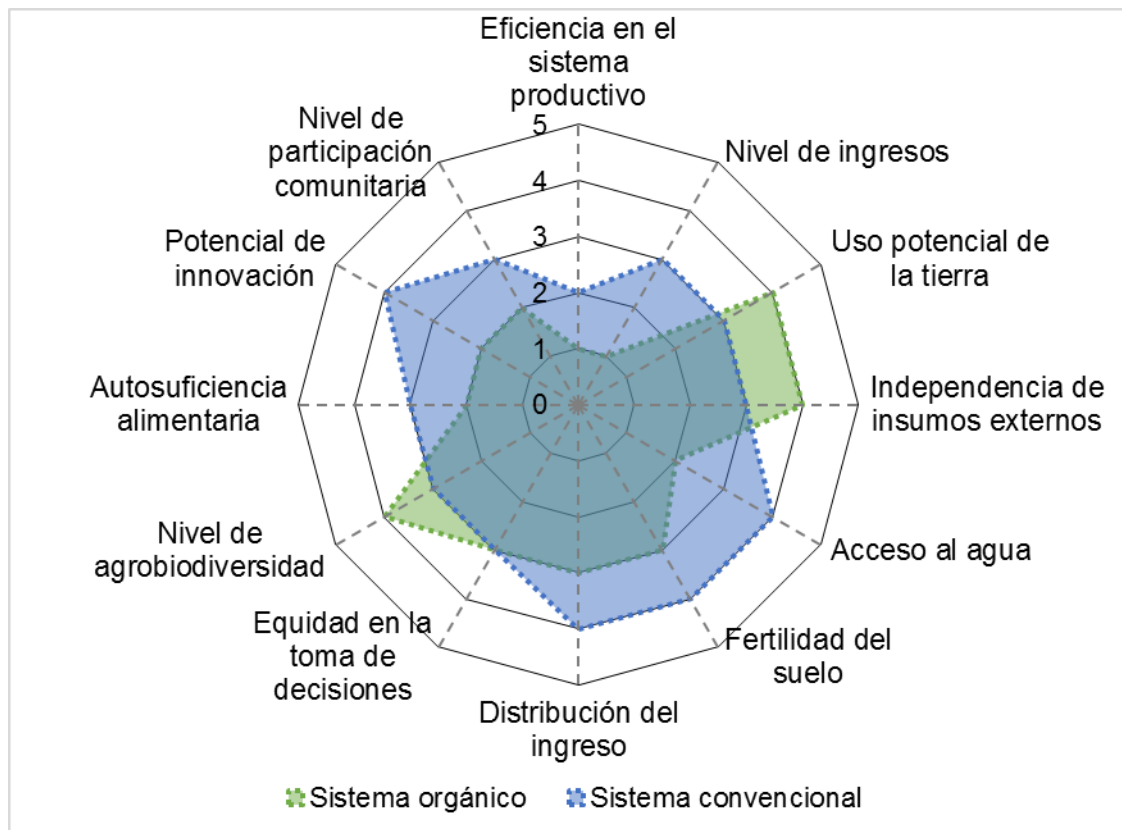 Eficiencia en el
sistema
productivo
Nivel de ingresos
Uso potencial de
la tierra
Independencia de
insumos externos
Acceso al agua
Fertilidad del
suelo
Distribución del
ingreso
Equidad en la
toma de
decisiones
Nivel de
agrobiodiversidad
Autosuficiencia
alimentaria
Potencial de
innovación
Nivel de
participación
comunitaria
5
4
3
2
1
0
Sistema orgánico
Sistema convencional